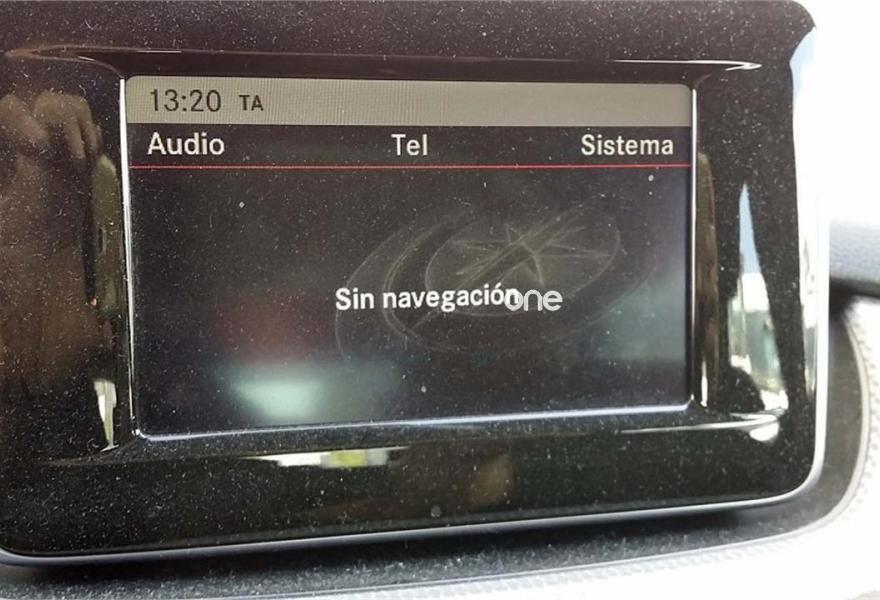 13:20 TA
Audio Tel Sistema
Sin navegación
one